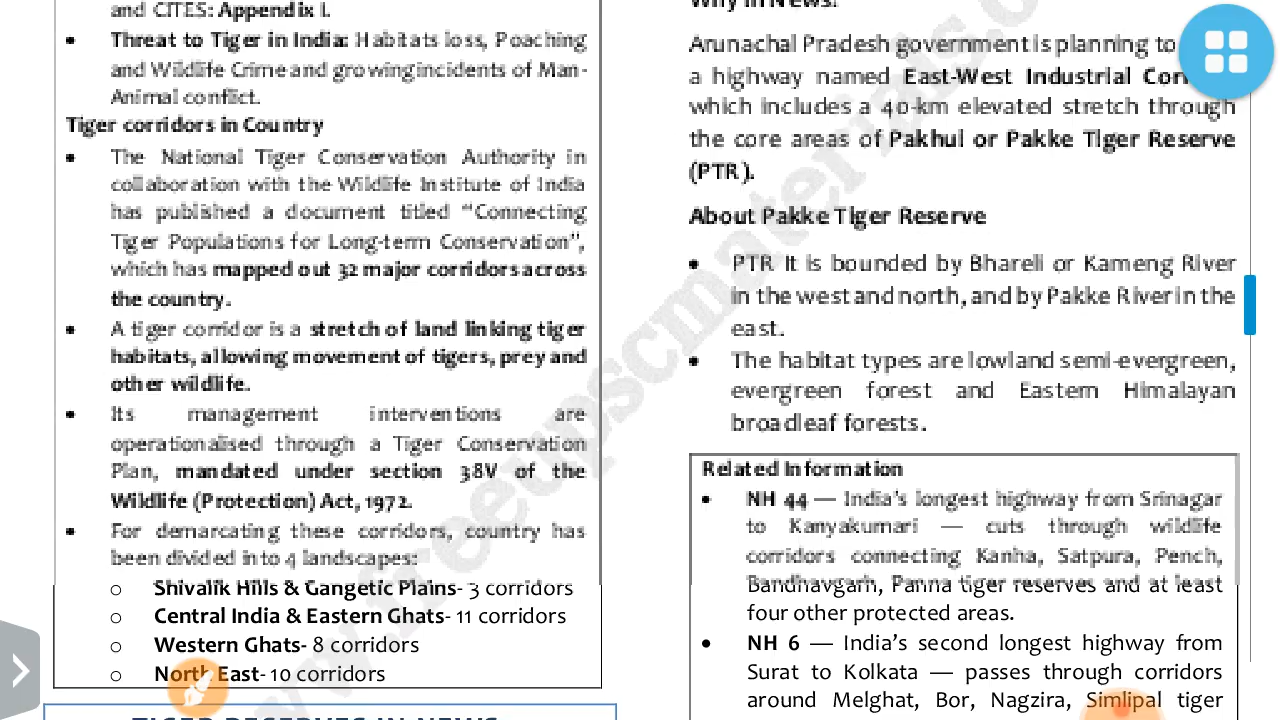 and CITES: Appendix I.
• Threat to Tiger in India: Habitats loss, Poaching
and Wildlife Crime and growing incidents of Man-
Animal conflict.
Tiger corridors in Country
• The National Tiger Conservation Authority in
collaboration with the Wildlife Institute of India
has published a document titled “Connecting
Tiger Populations for Long-term Conservation”,
which has mapped out 32 major corridors across
the country.
• A tiger corridor is a stretch of land linking tiger
habitats, allowing movement of tigers, prey and
other wildlife.
• Its management interventions are
operationalised through a Tiger Conservation
Plan, mandated under section 38V of the
Wildlife (Protection) Act, 1972.
• For demarcating these corridors, country has
been divided into 4 landscapes:
o Shivalik Hills & Gangetic Plains- 3 corridors
o Central India & Eastern Ghats- 11 corridors
o Western Ghats- 8 corridors
o North East- 10 corridors
TIGER RESERVES IN NEWS
Why in News?
Arunachal Pradesh government is planning to
a highway named East-West Industrial
which includes a 40-km elevated stretch through
the core areas of Pakhui or Pakke Tiger Reserve
(PTR).
About Pakke Tiger Reserve
• PTR It is bounded by Bhareli or Kameng River
in the west and north, and by Pakke River in the
east.
• The habitat types are lowland semi-evergreen,
evergreen forest and Eastern Himalayan
broadleaf forests.
Related Information
• NH 44 — India’s longest highway from Srinagar
to Kanyakumari — cuts through wildlife
corridors connecting Kanha, Satpura, Pench,
Bandhavgarh, Panna tiger reserves and at least
four other protected areas.
• NH 6 — India’s second longest highway from
Surat to Kolkata — passes through corridors
around Melghat, Bor, Nagzira, Simlipal tiger
www.freeupscmaterials.o